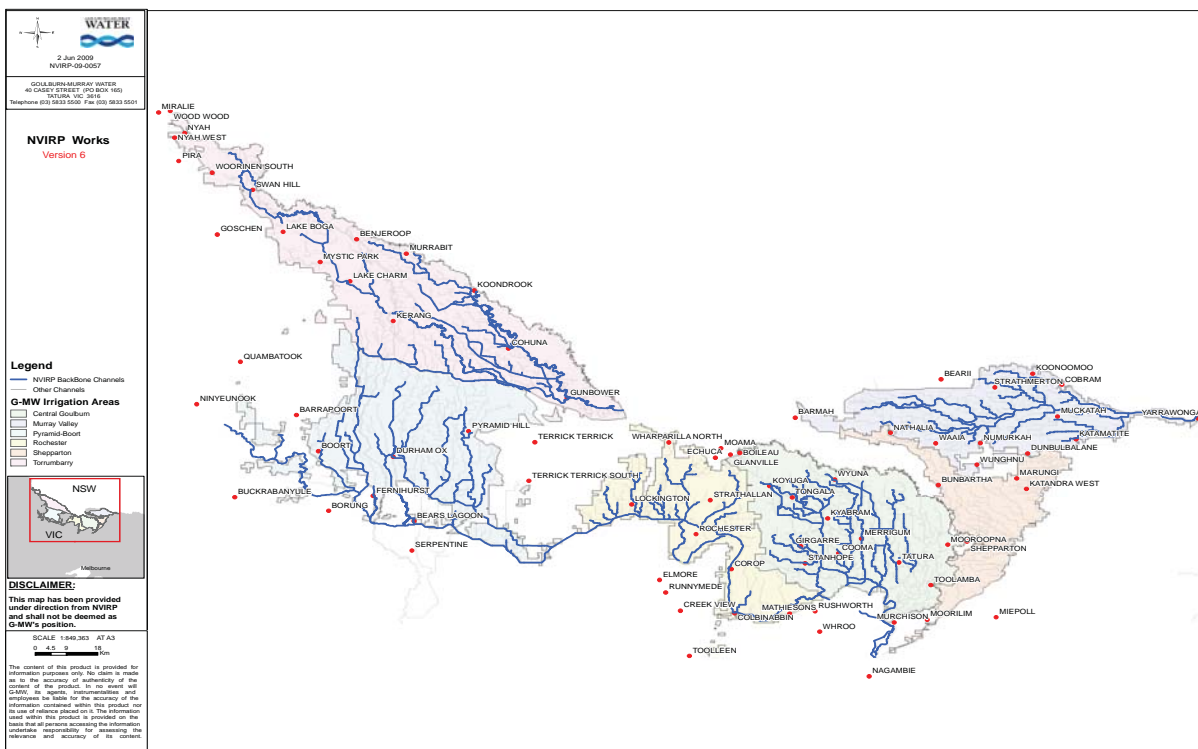 GOULBURN-MURRAY
WATER
N
W
E
S
2 Jun 2009
NVIRP-09-0057
GOULBURN-MURRAY WATER
40 CASEY STREET (PO BOX 165)
TATURA VIC 3616
Telephone (03) 5833 5500 Fax (03) 5833 5501
NVIRP Works
Version 6
Legend
NVIRP BackBone Channels
Other Channels
G-MW Irrigation Areas
Central Goulburn
Murray Valley
Pyramid-Boort
Rochester
Shepparton
Torrumbarry
NSW
VIC
Melbourne
DISCLAIMER:
This map has been provided
under direction from NVIRP
and shall not be deemed as
G-MW's position.
SCALE 1:849,363 AT A3
0 4.5 9 18
Km
The content of this product is provided for
information purposes only. No claim is made
as to the accuracy of authenticity of the
content of the product. In no event will
G-MW, its agents, instrumentalities and
employees be liable for the accuracy of the
information contained within this product nor
its use of reliance placed on it. The information
used within this product is provided on the
basis that all persons accessing the information
undertake responsibility for assessing the
relevance and accuracy of its content.
MIRALIE
WOOD WOOD
NYAH
NYAH WEST
PIRA
WOORINEN SOUTH
SWAN HILL
GOSCHEN
LAKE BOGA
BENJEROOP
MURRABIT
MYSTIC PARK
LAKE CHARM
KOONDROOK
KERANG
COHUNA
QUAMBATOOK
GUNBOWER
NINYEUNOOK
BARRAPOORT
PYRAMID HILL
TERRICK TERRICK
BOORT
DURHAM OX
TERRICK TERRICK SOUTH
BUCKRABANYULE
FERNIHURST
BORUNG
BEARS LAGOON
SERPENTINE
WHARPARILLA NORTH
MOAMA
ECHUCA
BOILEAU
GLANVILLE
BARMAH
BEARII
KOONOOMOO
STRATHMERTON
COBRAM
MUCKATAH
YARRAWONGA
NATHALIA
WAAIA
NUMURKAH
KATAMATITE
DUNBULBALANE
WUNGHNU
MARUNGI
BUNBARTHA
KATANDRA WEST
WYUNA
KOYUGA
TONGALA
LOCKINGTON
STRATHALLAN
KYABRAM
ROCHESTER
GIRGARRE
MERRIGUM
COOMA
STANHOPE
TATURA
MOOROOPNA
SHEPPARTON
COROP
TOOLAMBA
ELMORE
RUNNYMEDE
CREEK VIEW
MATHIESONS
RUSHWORTH
COLBINABBIN
MURCHISON
MOORILIM
MIEPOLL
WHROO
TOOLLEEN
NAGAMBIE